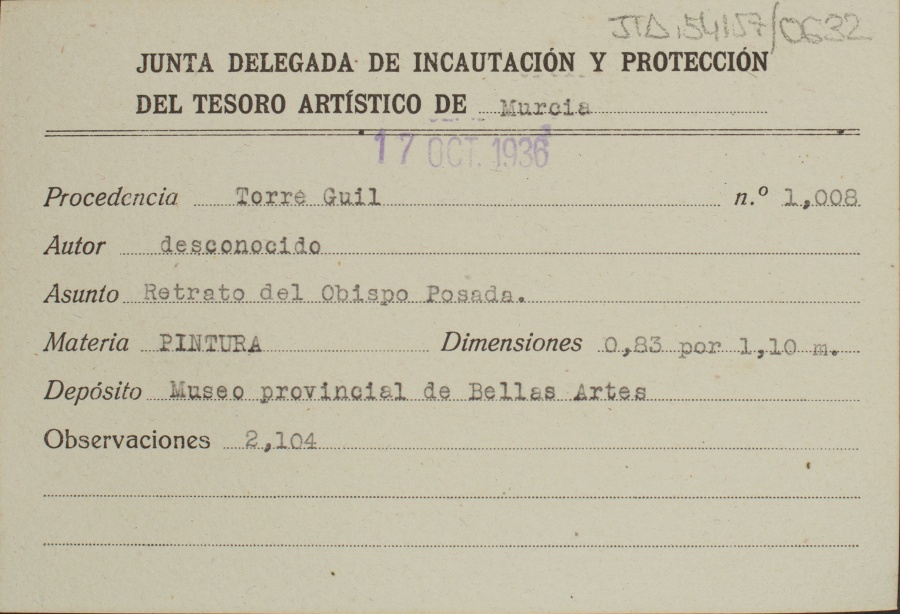 JTD,54157/0632
JUNTA DELEGADA DE INCAUTACIÓN Y PROTECCIÓN
DEL TESORO ARTÍSTICO DE Murcia
17 OCT. 1936
Procedencia Torre Guil n.º 1,008
Autor desconocido
Asunto Retrato del Obispo Posada.
Materia PINTURA Dimensiones 0,83 por 1,10 m.
Depósito Museo provincial de Bellas Artes
Observaciones 2,104